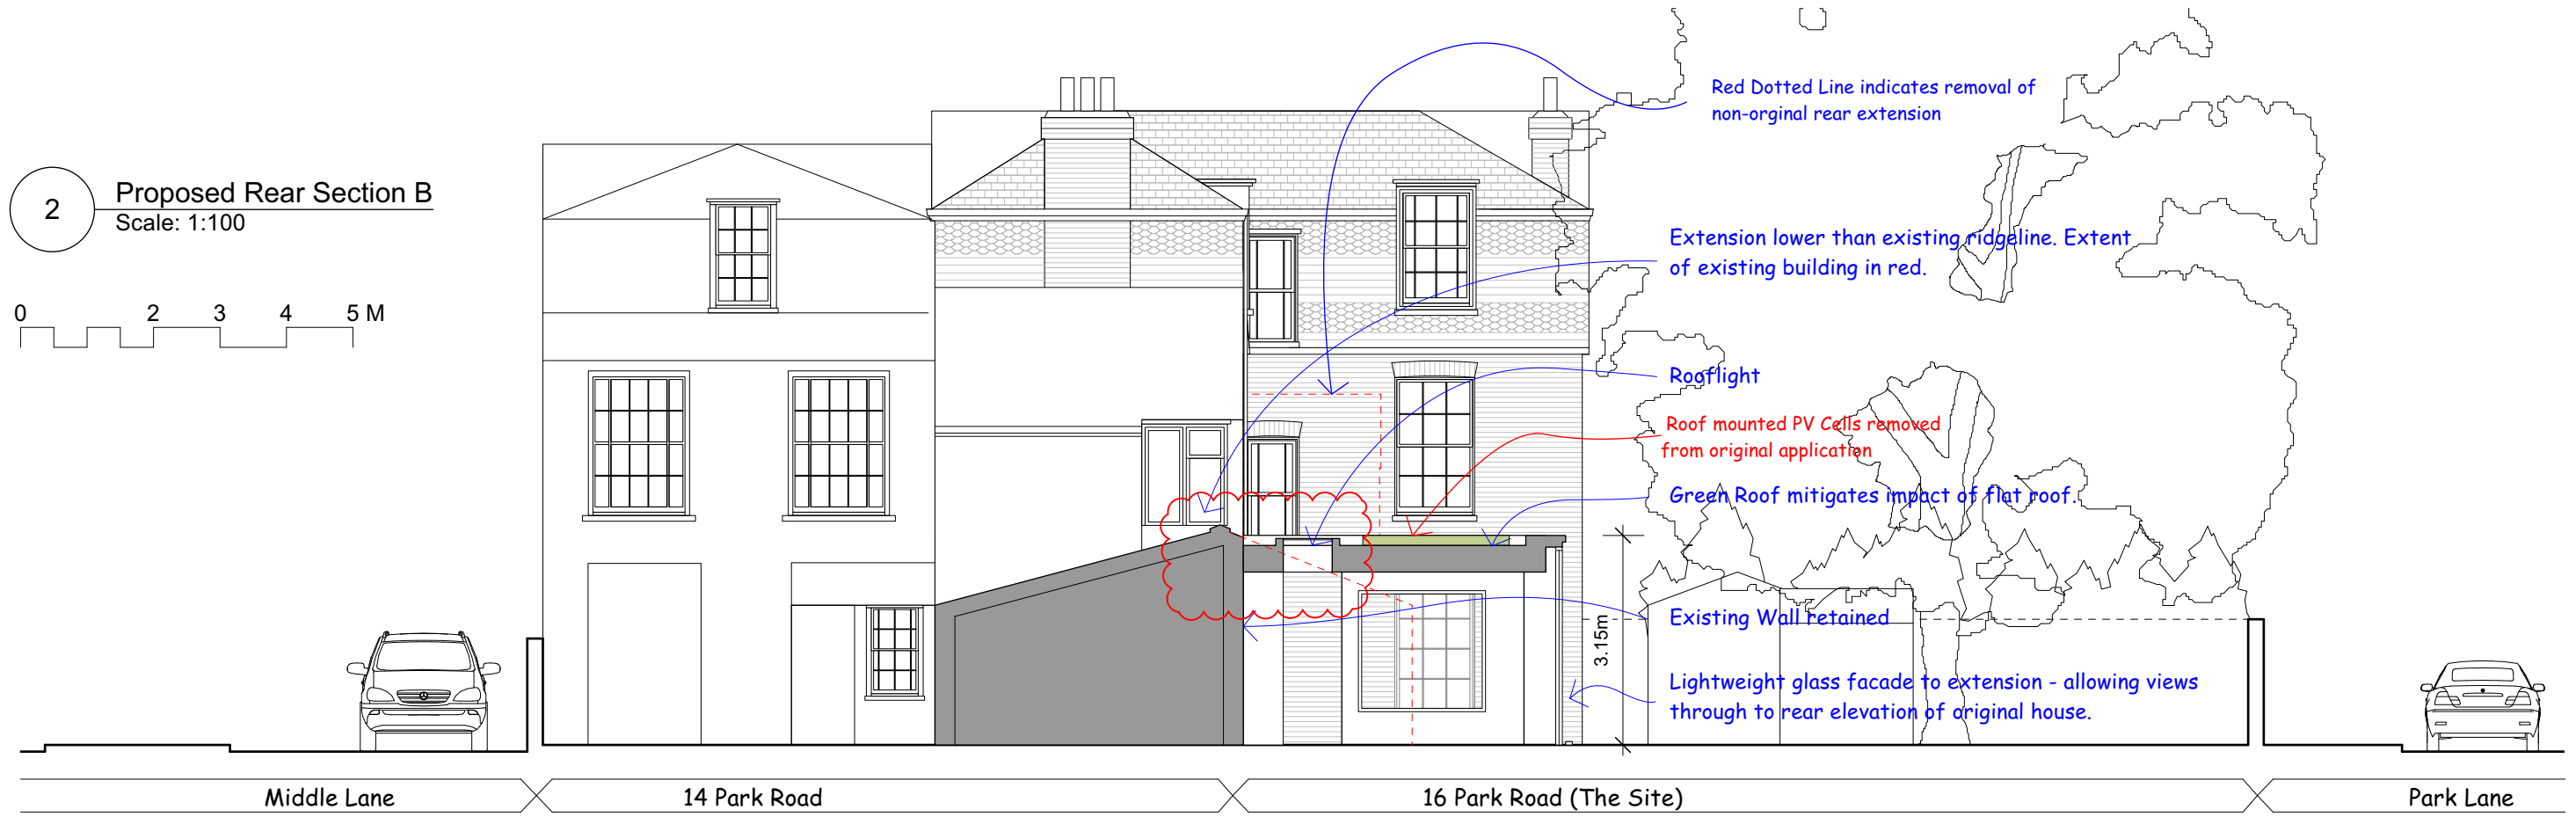 2
Proposed Rear Section B
Scale: 1:100
0 2 3 4 5 M
Red Dotted Line indicates removal of
non-orginal rear extension
Extension lower than existing ridgeline. Extent
of existing building in red.
Rooflight
Roof mounted PV Cells removed
from original application
Green Roof mitigates impact of flat roof.
Existing Wall retained
3.15m
Lightweight glass facade to extension - allowing views
through to rear elevation of original house.
Middle Lane
14 Park Road
16 Park Road (The Site)
Park Lane